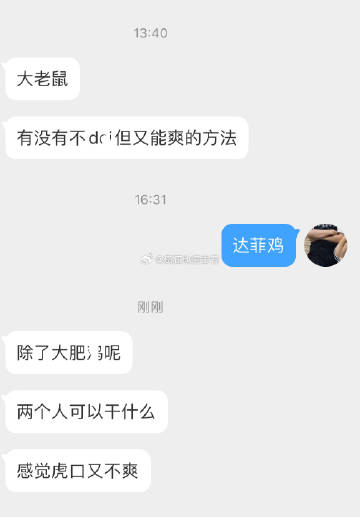 13:40
大老鼠
有没有不doi但又能爽的方法
16:31
达菲鸡
刚刚
除了大肥鸡呢
两个人可以干什么
感觉虎口又不爽